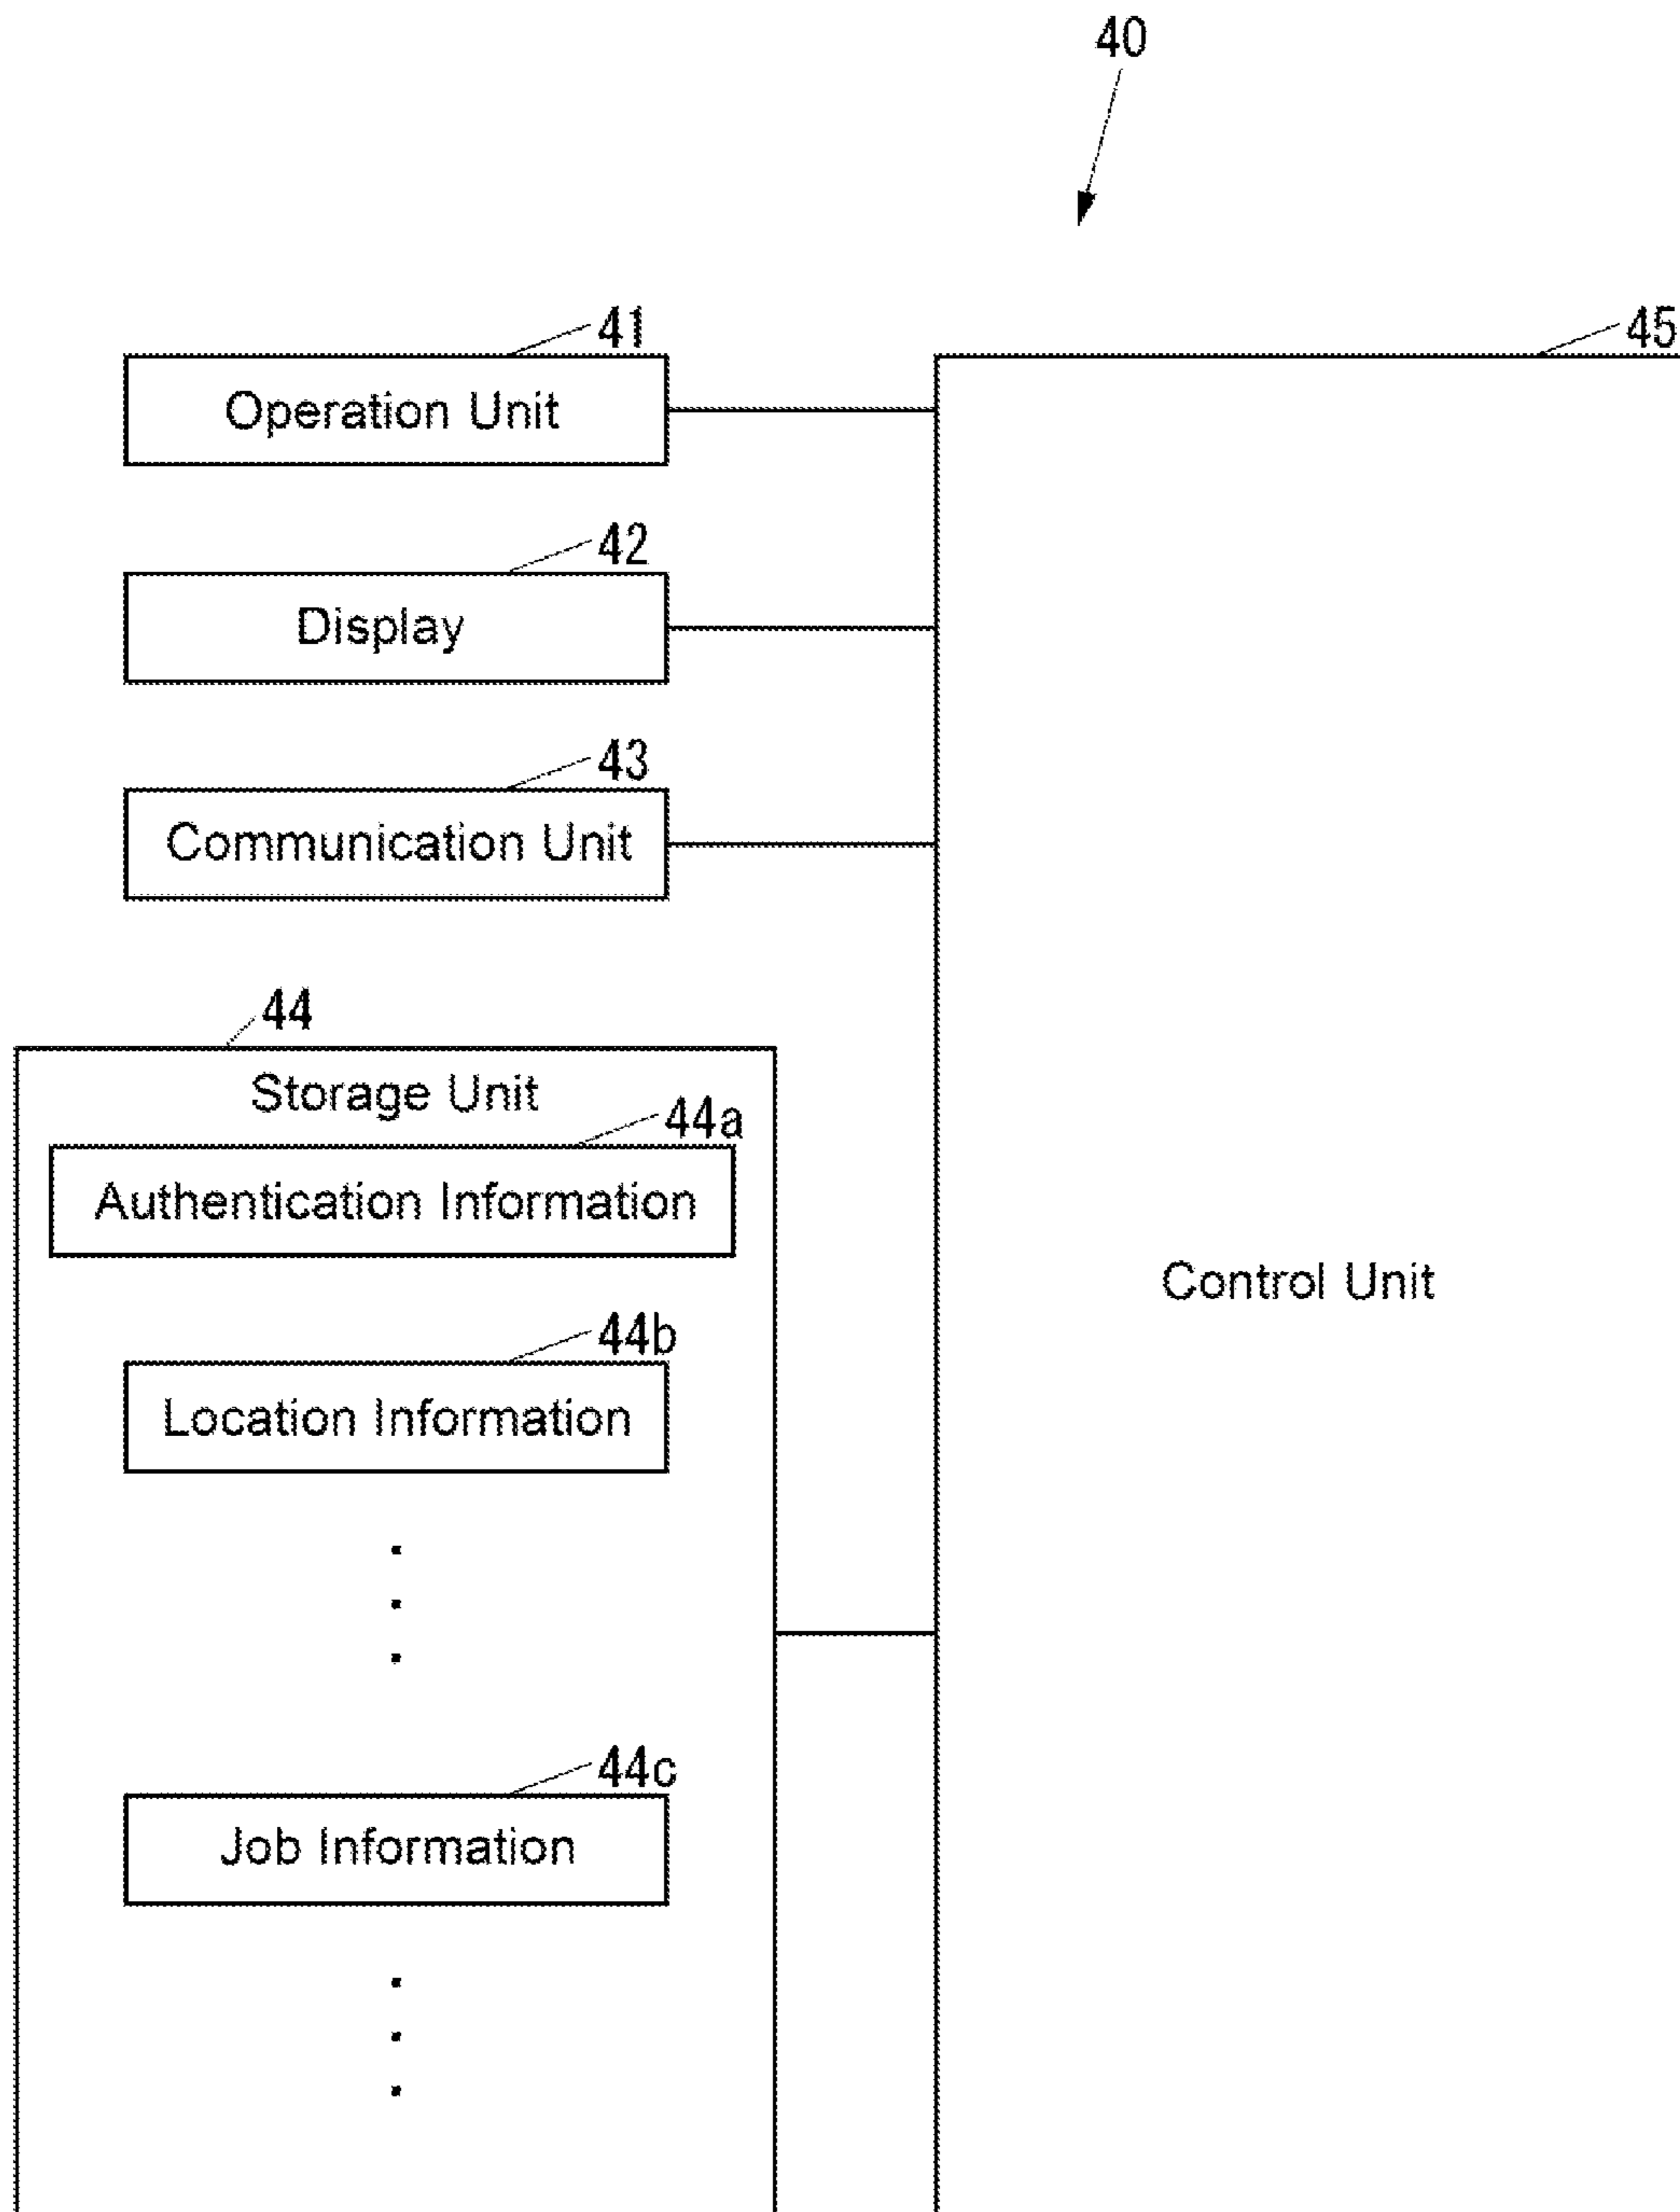 40
41
45
Operation Unit
42
Display
43
Communication Unit
44
Storage Unit
44a
Authentication Information
Control Unit
44b
Location Information
44c
Job Information